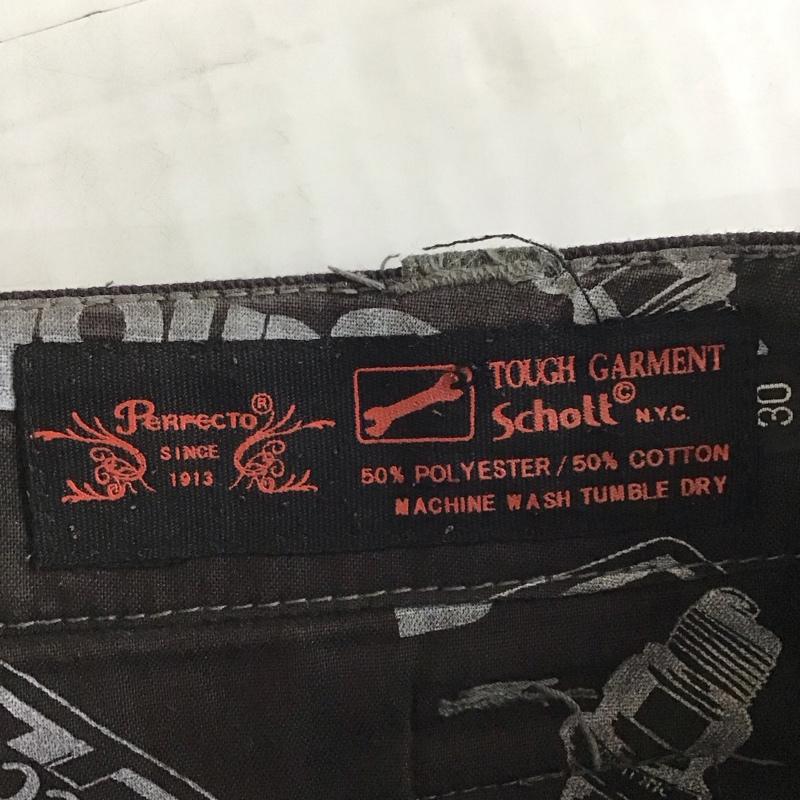 Perfecto®
SINCE
1913
TOUGH GARMENT
Schott© N.Y.C.
50% POLYESTER/50% COTTON
MACHINE WASH TUMBLE DRY
30